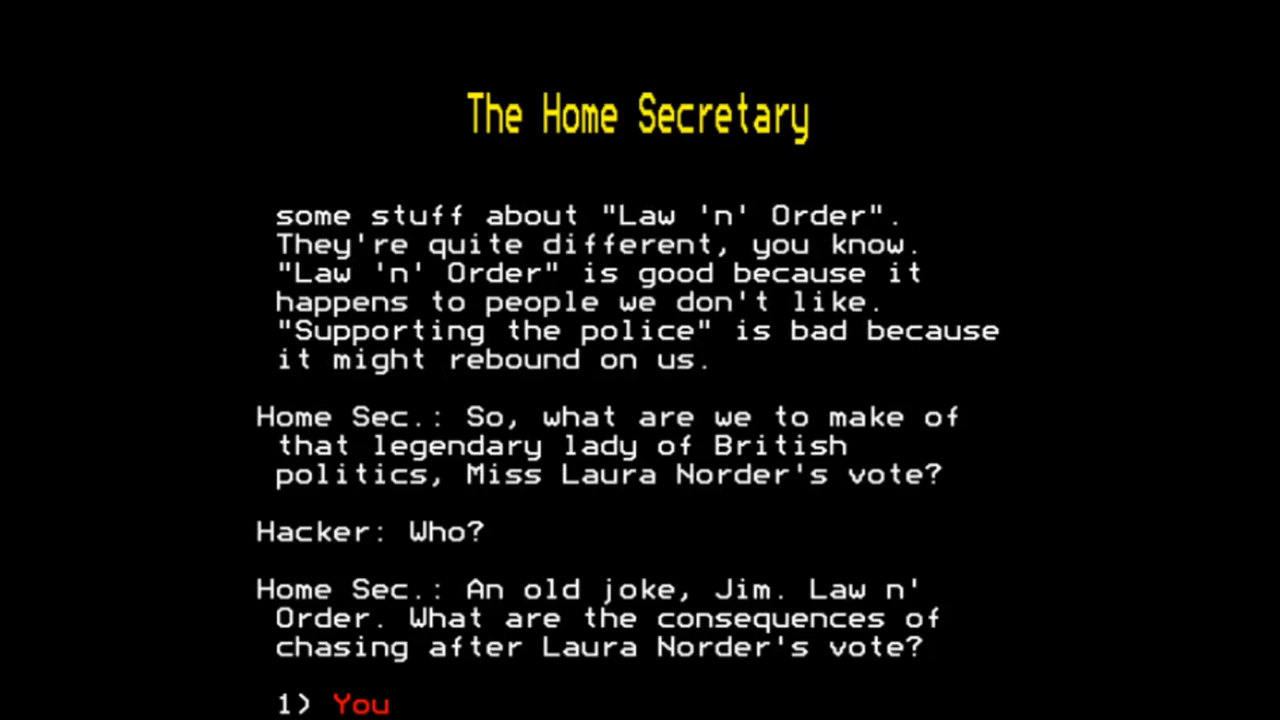 The Home Secretary
some stuff about "Law 'n' Order".
They're quite different, you know.
"Law 'n' Order" is good because it
happens to people we don't like.
"Supporting the police" is bad because
it might rebound on us.
Home Sec.: So, what are we to make of
that legendary lady of British
politics, Miss Laura Norder's vote?
Hacker: Who?
Home Sec.: An old joke, Jim. Law n'
Order. What are the consequences of
chasing after Laura Norder's vote?
1) You